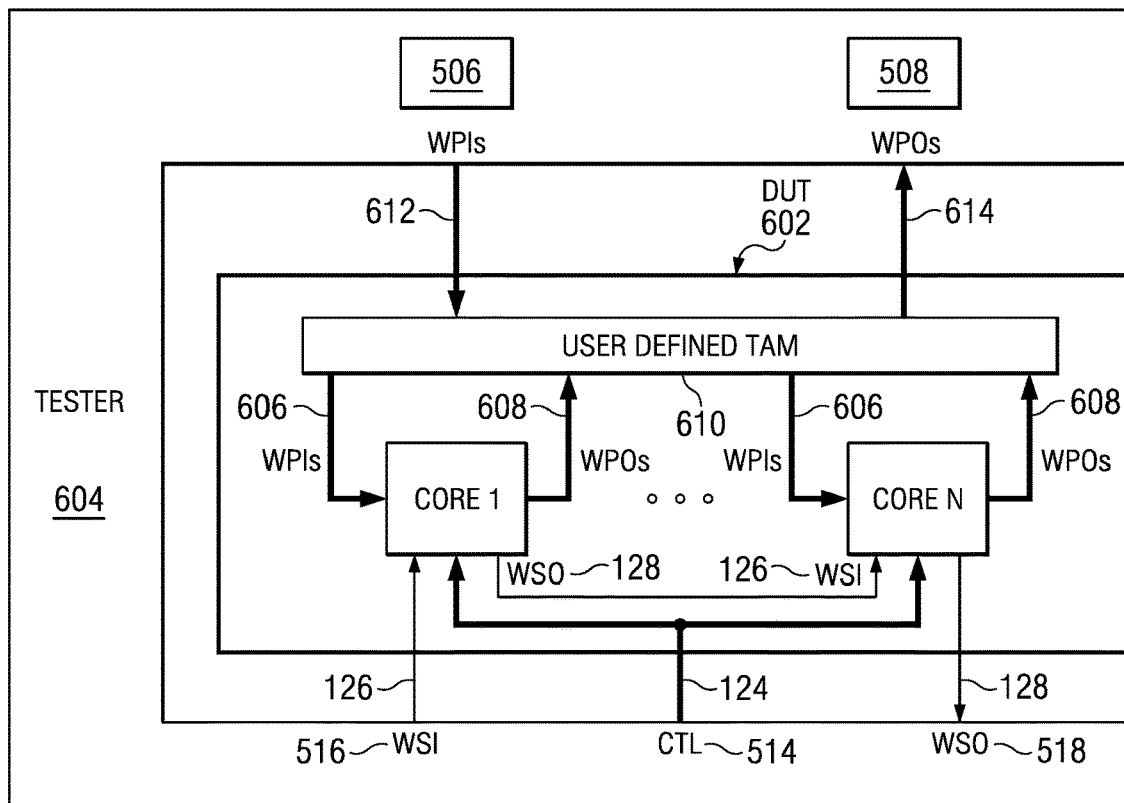 506
508
WPIs
WPOs
612
DUT
602
614
USER DEFINED TAM
TESTER
604
606
608
610
606
608
WPIs
WPOs
WPIs
WPOs
CORE 1
CORE N
WSO 128
126 WSI
126
124
128
516 WSI
CTL 514
WSO 518